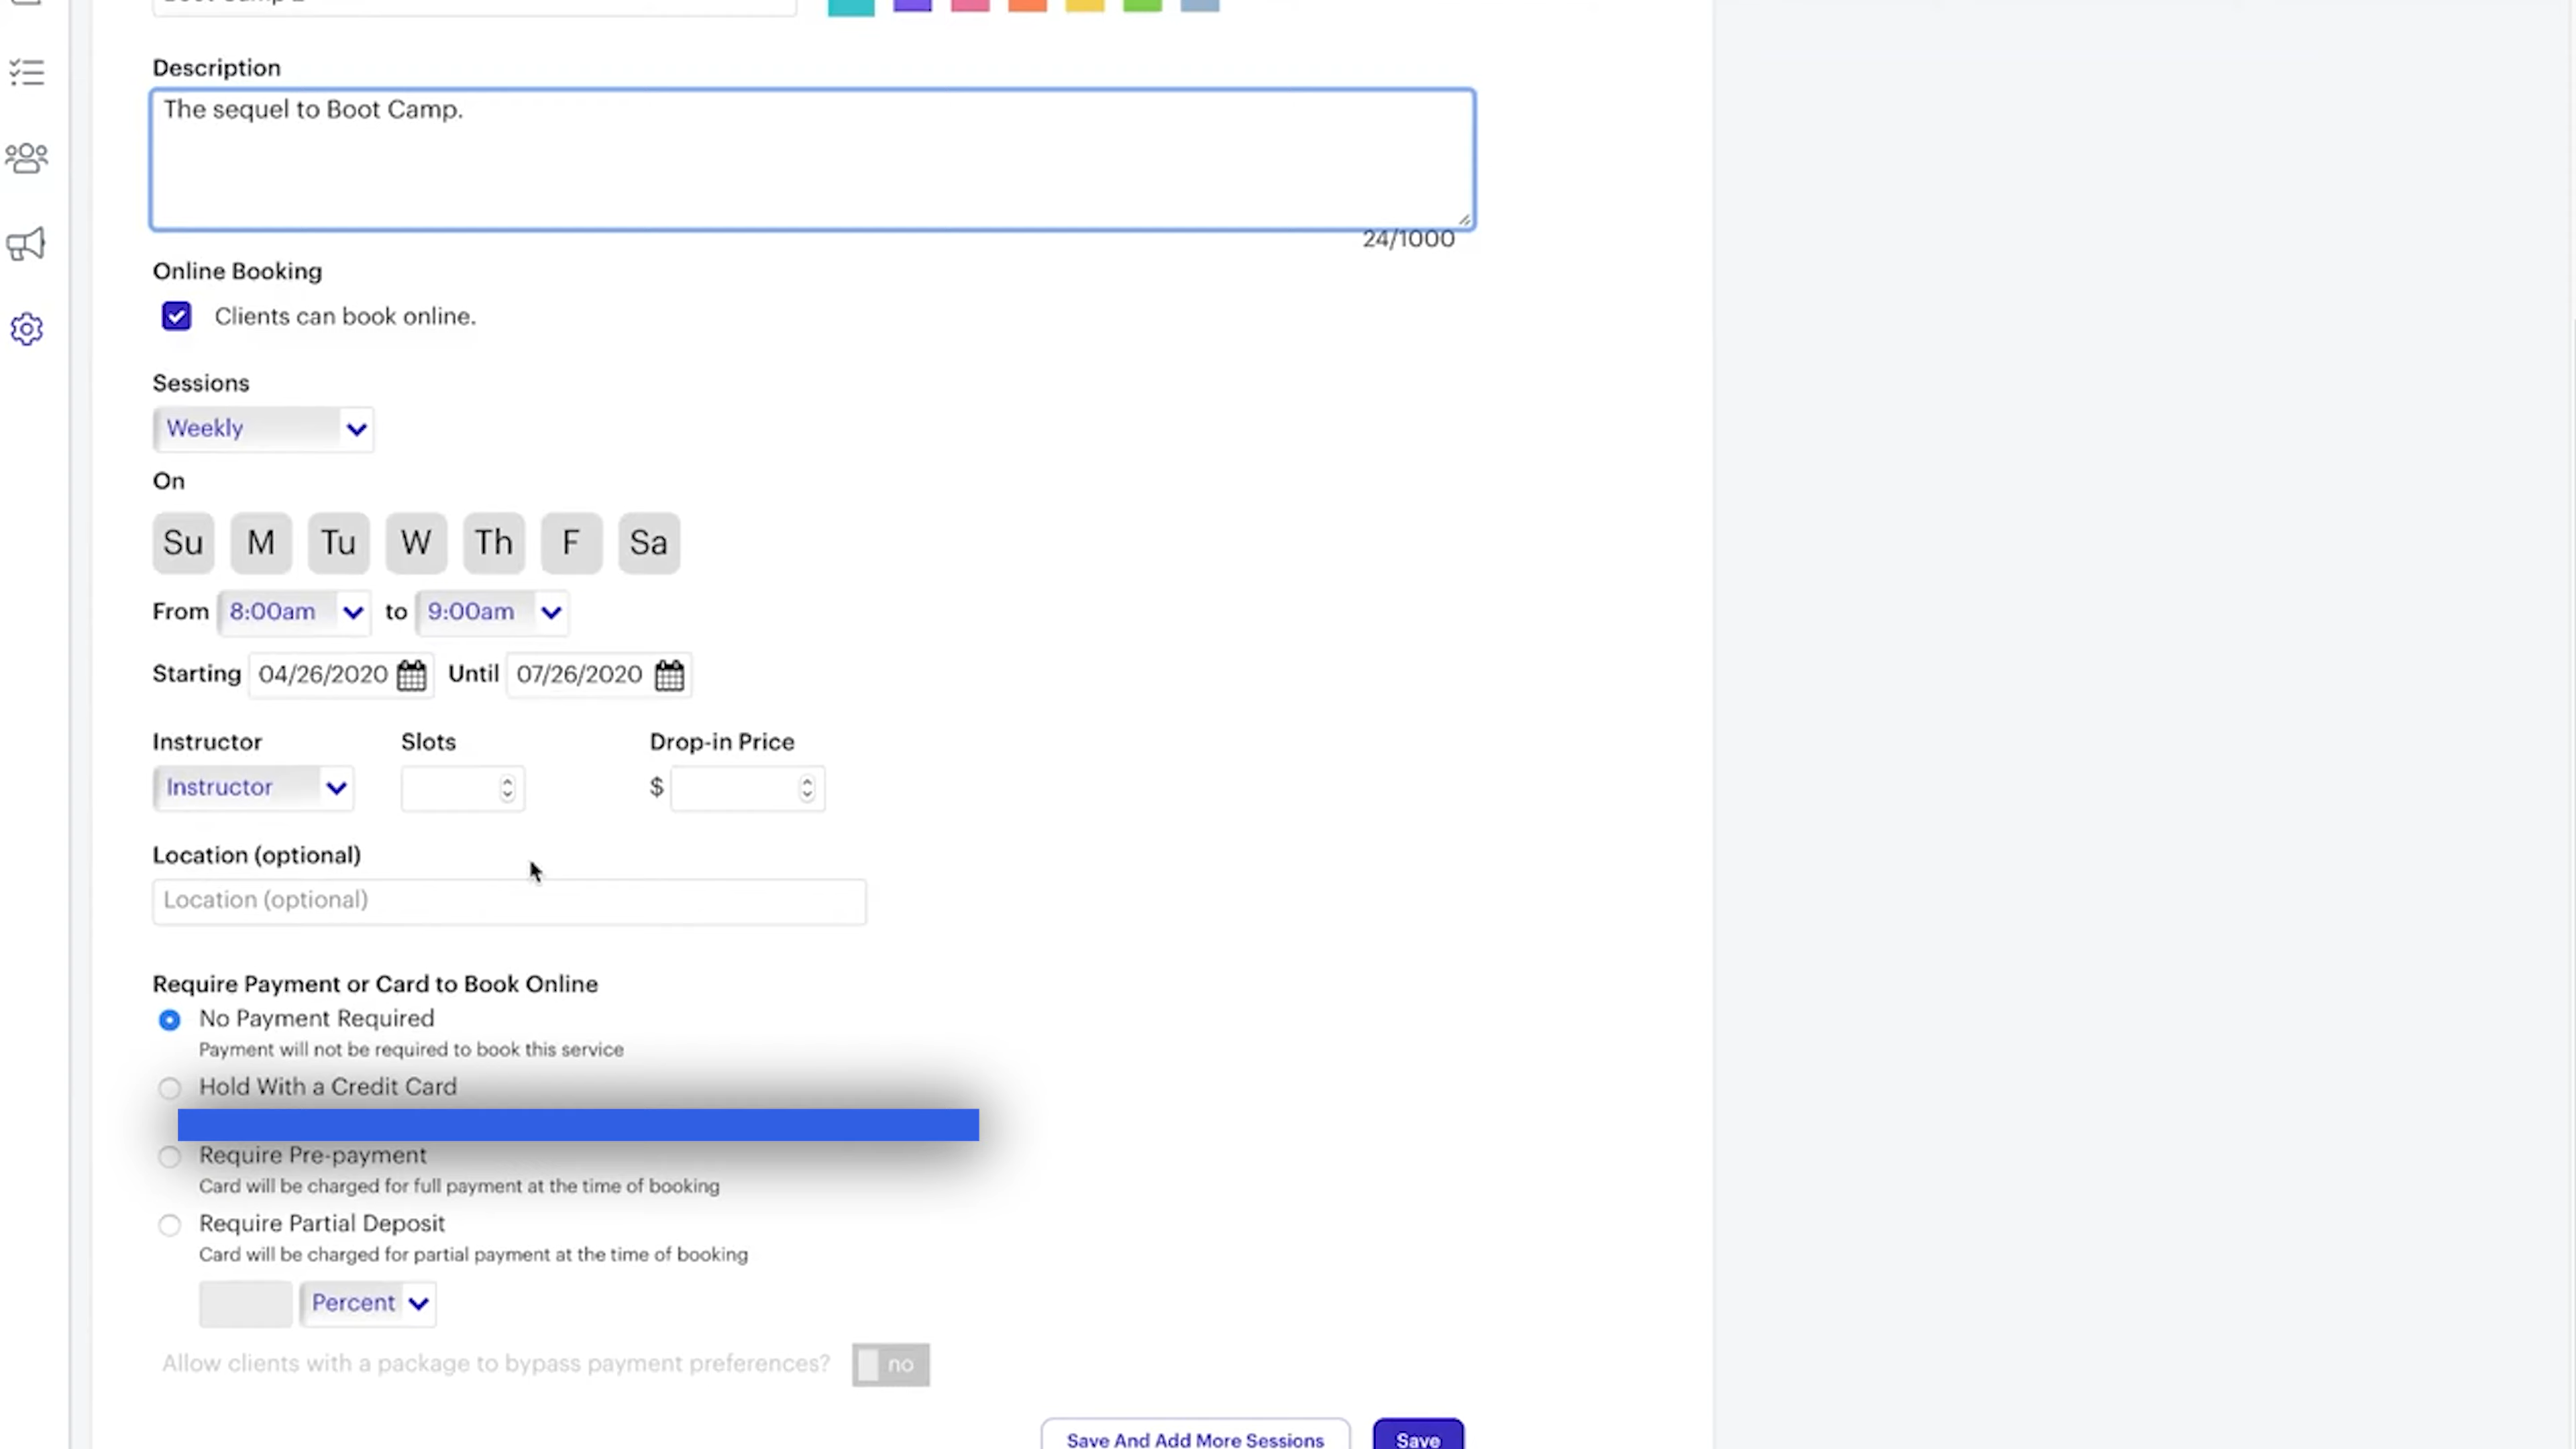 Description
The sequel to Boot Camp.
24/1000
Online Booking
Clients can book online.
Sessions
Weekly
On
Su M Tu W Th F Sa
From 8:00am to 9:00am
Starting 04/26/2020 Until 07/26/2020
Instructor Slots Drop-in Price
Instructor $
Location (optional)
Location (optional)
Require Payment or Card to Book Online
No Payment Required
Payment will not be required to book this service
Hold With a Credit Card
Require Pre-payment
Card will be charged for full payment at the time of booking
Require Partial Deposit
Card will be charged for partial payment at the time of booking
Percent
Allow clients with a package to bypass payment preferences? no
Save And Add More Sessions Save